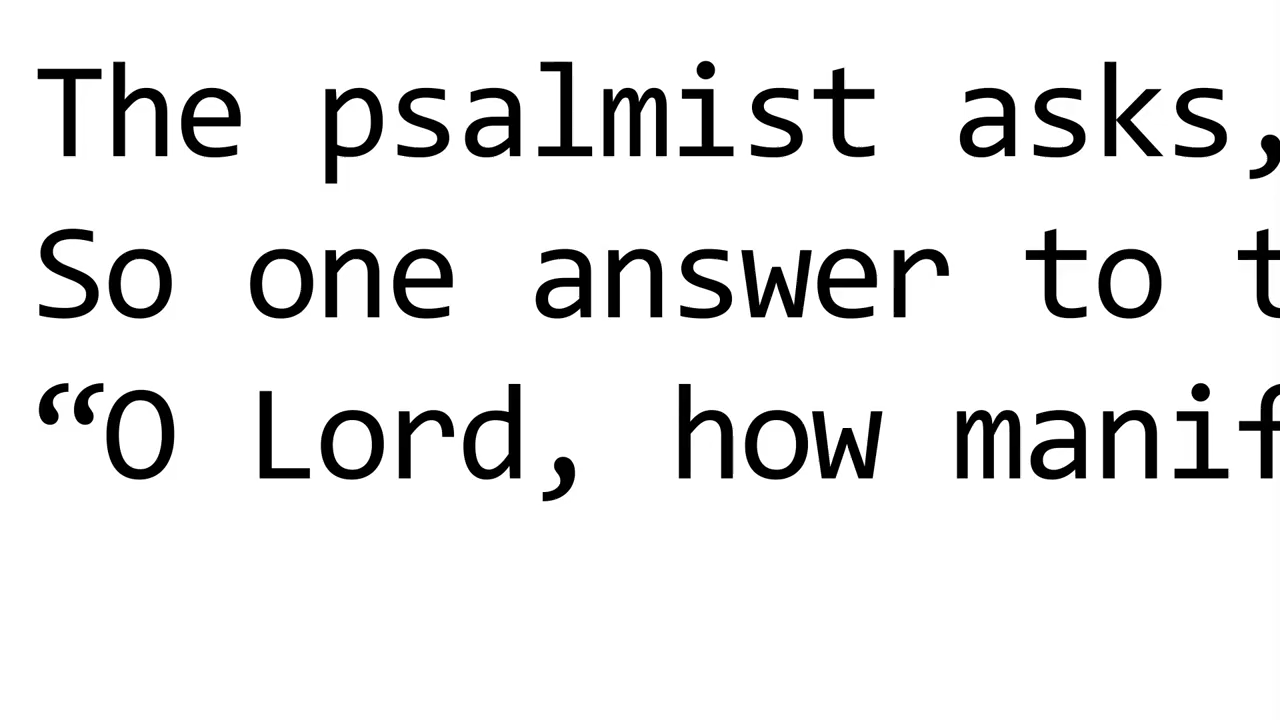 The psalmist asks,
So one answer to t
“O Lord, how manif